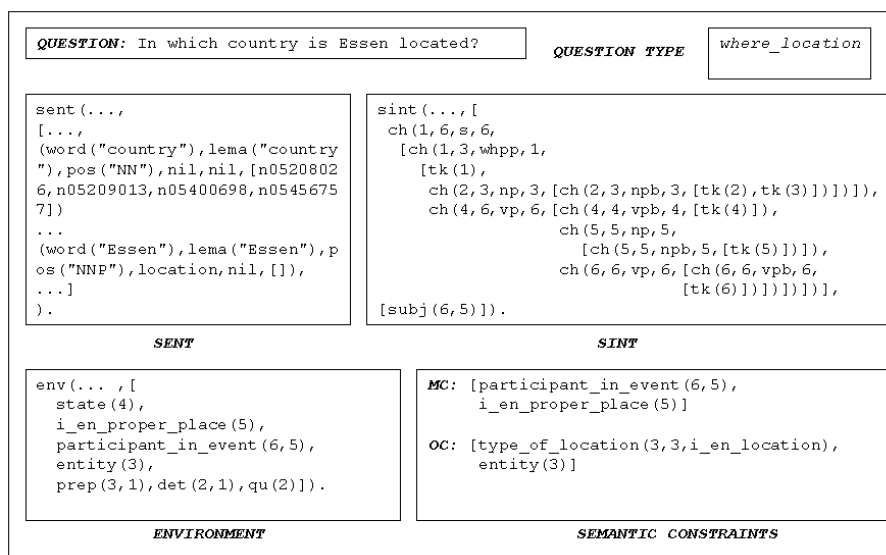 QUESTION: In which country is Essen located?
QUESTION TYPE
where_location
sent(...,
[...,
(word("country"),lema("country
"),pos("NN"),nil,nil,[n0520802
6,n05209013,n05400698,n0545675
7])
...
(word("Essen"),lema("Essen"),p
os("NNP"),location,nil,[]),
...]
).
SENT
sint(...,[
ch(1,6,s,6,
[ch(1,3,whpp,1,
[tk(1),
ch(2,3,np,3,[ch(2,3,npb,3,[tk(2),tk(3)])])]),
ch(4,6,vp,6,[ch(4,4,vpb,4,[tk(4)]),
ch(5,5,np,5,
[ch(5,5,npb,5,[tk(5)])]),
ch(6,6,vp,6,[ch(6,6,vpb,6,
[tk(6)])])])])],
[subj(6,5)]).
SINT
env(... ,[
state(4),
i_en_proper_place(5),
participant_in_event(6,5),
entity(3),
prep(3,1),det(2,1),qu(2)]).
ENVIRONMENT
MC: [participant_in_event(6,5),
i_en_proper_place(5)]
OC: [type_of_location(3,3,i_en_location),
entity(3)]
SEMANTIC CONSTRAINTS